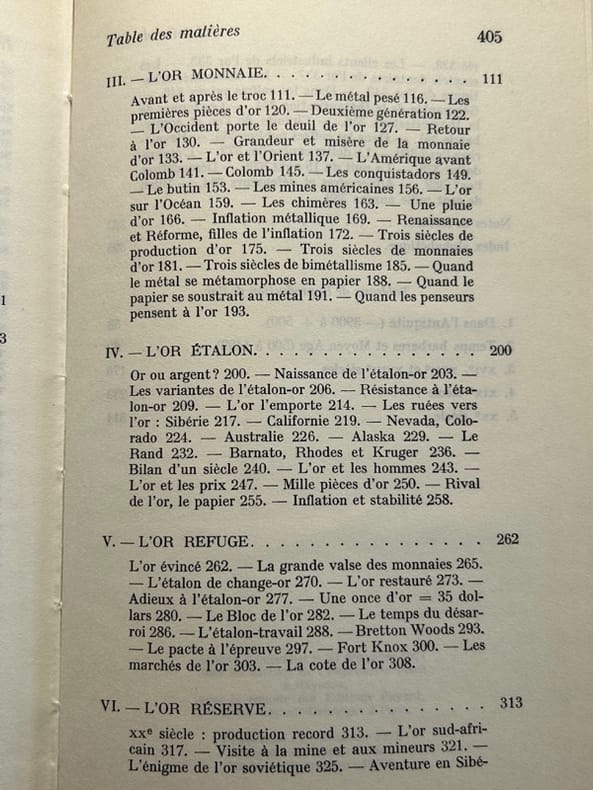 Table des matières 405
III. — L'OR MONNAIE. . . . . . . . . . . . . . . 111
Avant et après le troc 111. — Le métal pesé 116. — Les
premières pièces d'or 120. — Deuxième génération 122.
— L'Occident porte le deuil de l'or 127. — Retour
à l'or 130. — Grandeur et misère de la monnaie
d'or 133. — L'or et l'Orient 137. — L'Amérique avant
Colomb 141. — Colomb 145. — Les conquistadors 149.
— Le butin 153. — Les mines américaines 156. — L'or
sur l'Océan 159. — Les chimères 163. — Une pluie
d'or 166. — Inflation métallique 169. — Renaissance
et Réforme, filles de l'inflation 172. — Trois siècles de
production d'or 175. — Trois siècles de monnaies
d'or 181. — Trois siècles de bimétallisme 185. — Quand
le métal se métamorphose en papier 188. — Quand le
papier se soustrait au métal 191. — Quand les penseurs
pensent à l'or 193.
IV. — L'OR ÉTALON. . . . . . . . . . . . . . . . 200
Or ou argent? 200. — Naissance de l'étalon-or 203. —
Les variantes de l'étalon-or 206. — Résistance à l'éta-
lon-or 209. — L'or l'emporte 214. — Les ruées vers
l'or : Sibérie 217. — Californie 219. — Nevada, Colo-
rado 224. — Australie 226. — Alaska 229. — Le
Rand 232. — Barnato, Rhodes et Kruger 236. —
Bilan d'un siècle 240. — L'or et les hommes 243. —
L'or et les prix 247. — Mille pièces d'or 250. — Rival
de l'or, le papier 255. — Inflation et stabilité 258.
V. — L'OR REFUGE. . . . . . . . . . . . . . . . . 262
L'or évincé 262. — La grande valse des monnaies 265.
— L'étalon de change-or 270. — L'or restauré 273. —
Adieux à l'étalon-or 277. — Une once d'or = 35 dol-
lars 280. — Le Bloc de l'or 282. — Le temps du désar-
roi 286. — L'étalon-travail 288. — Bretton Woods 293.
— Le pacte à l'épreuve 297. — Fort Knox 300. — Les
marchés de l'or 303. — La cote de l'or 308.
VI. — L'OR RÉSERVE. . . . . . . . . . . . . . . . 313
XXe siècle : production record 313. — L'or sud-afri-
cain 317. — Visite à la mine et aux mineurs 321. —
L'énigme de l'or soviétique 325. — Aventure en Sibé-
1
3